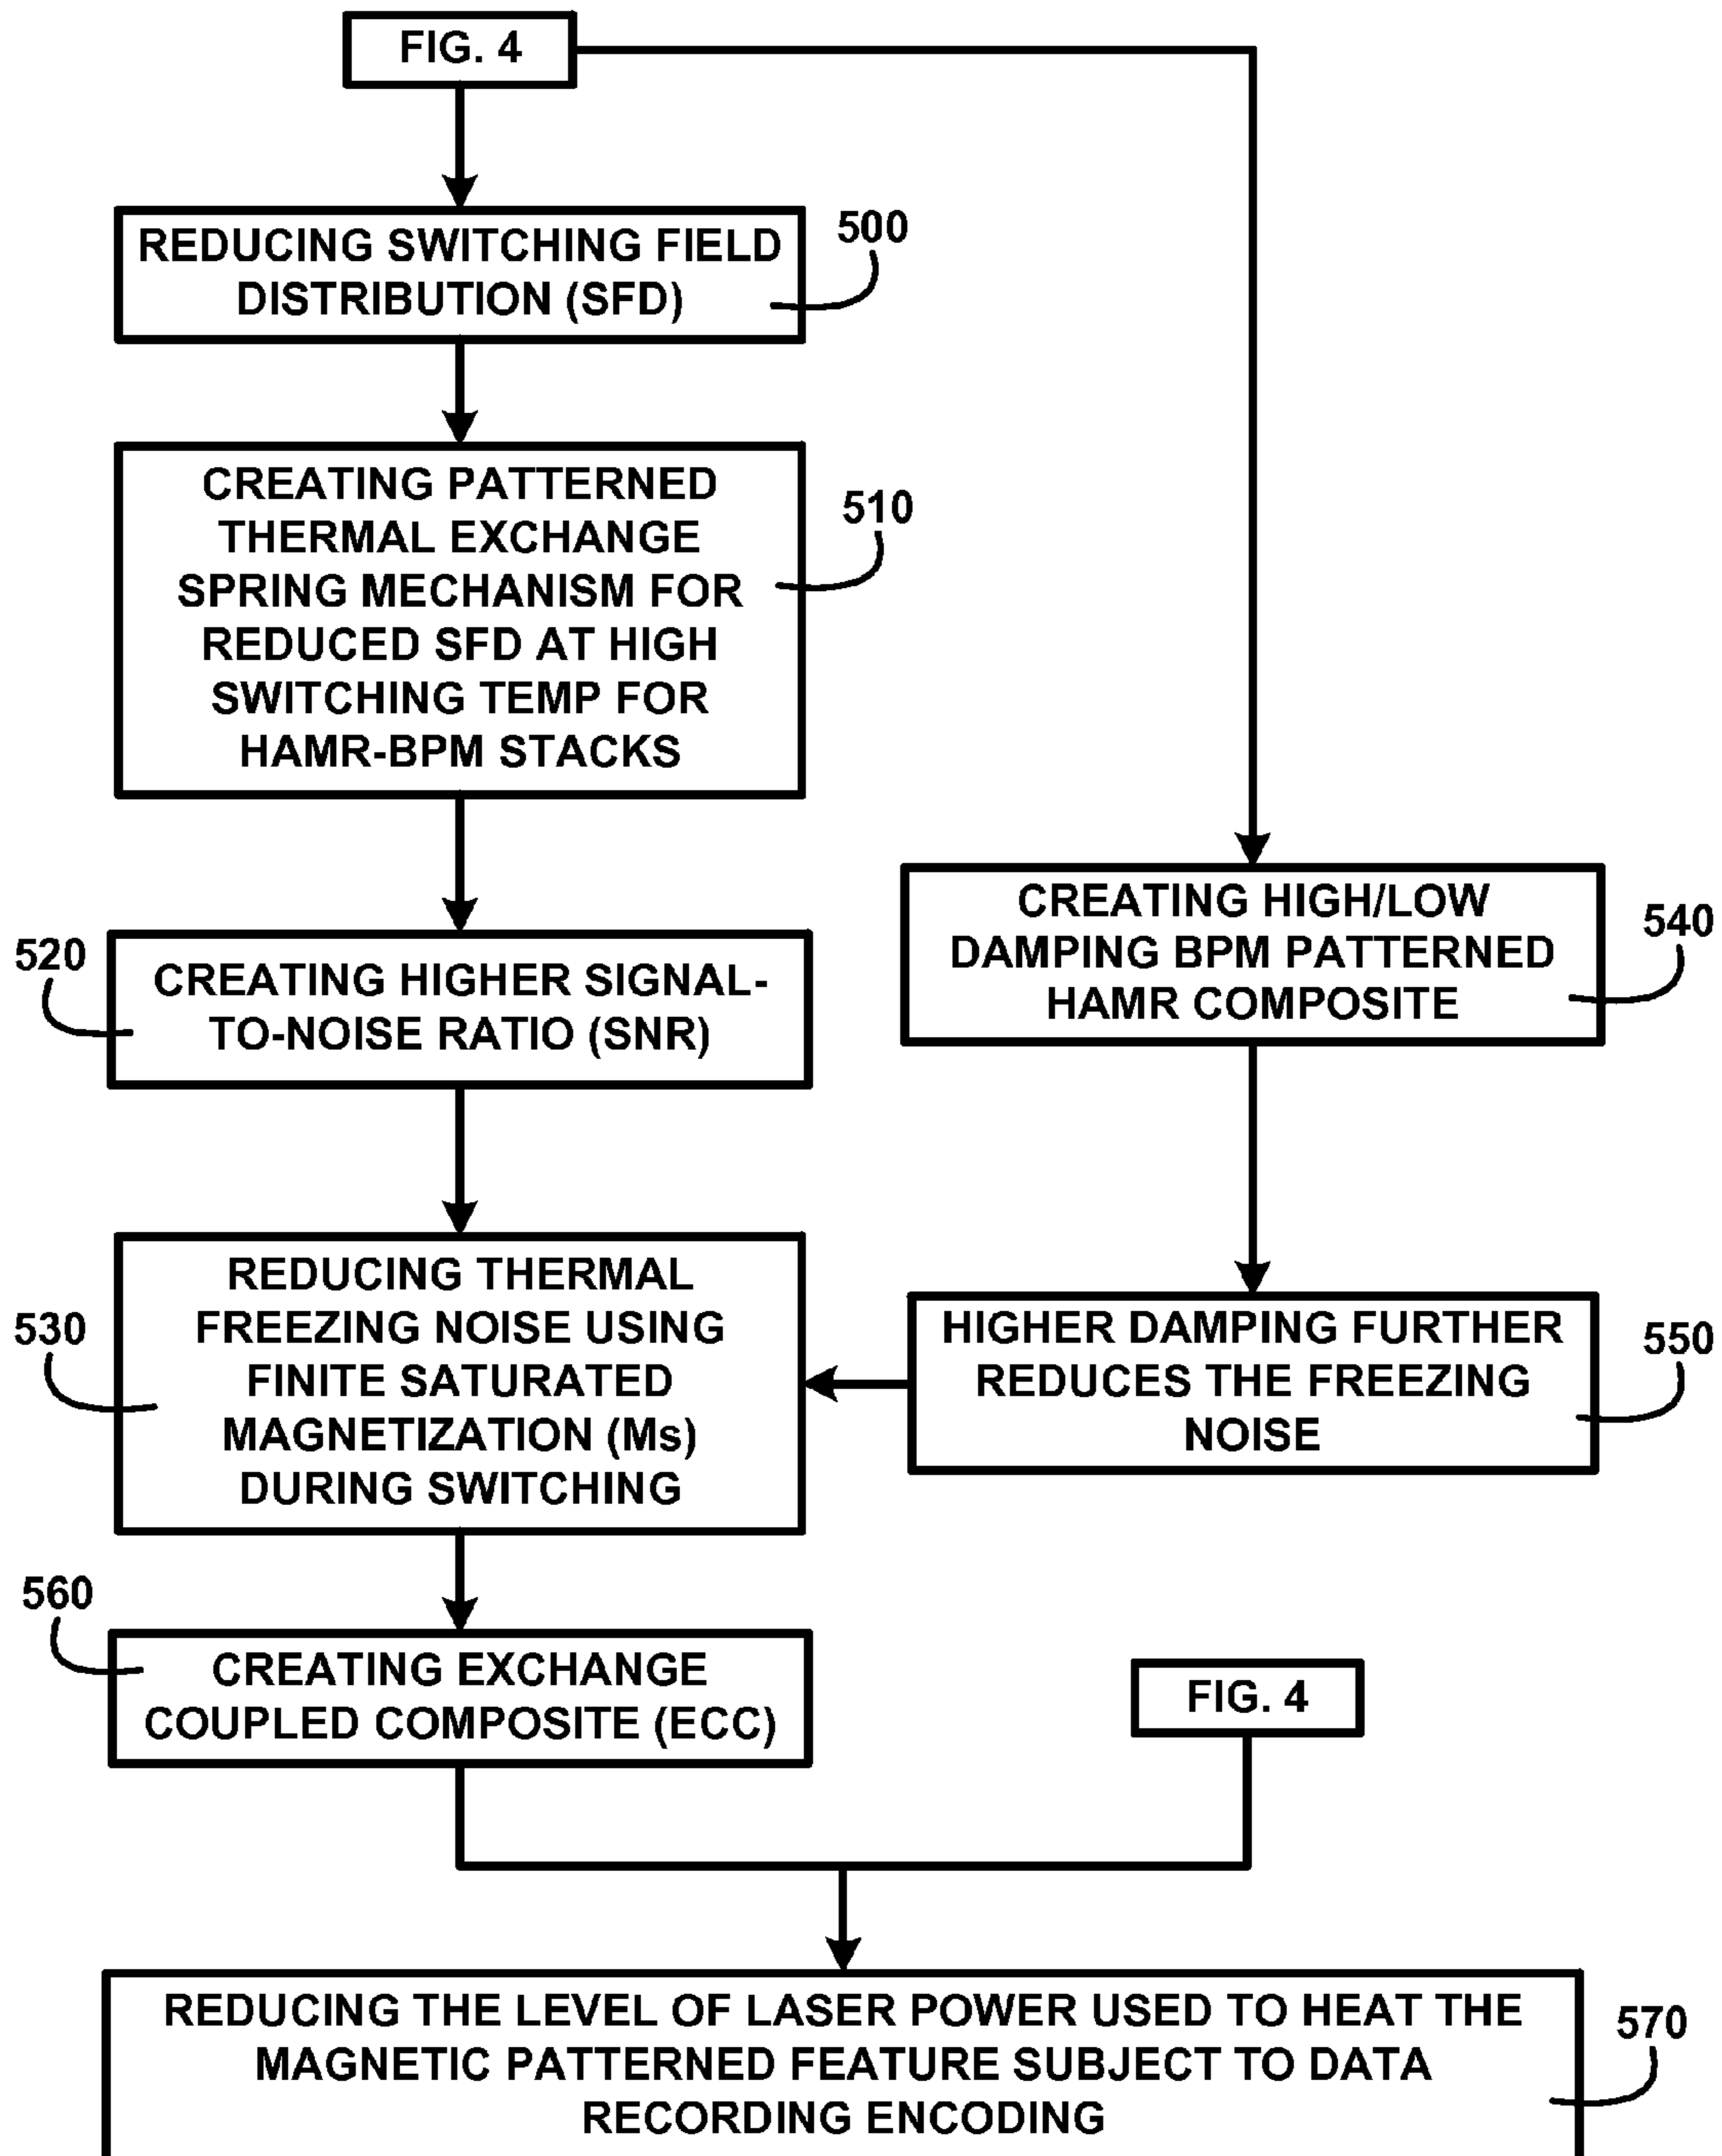 FIG. 4
REDUCING SWITCHING FIELD
DISTRIBUTION (SFD)
500
CREATING PATTERNED
THERMAL EXCHANGE
SPRING MECHANISM FOR
REDUCED SFD AT HIGH
SWITCHING TEMP FOR
HAMR-BPM STACKS
510
520
CREATING HIGHER SIGNAL-
TO-NOISE RATIO (SNR)
CREATING HIGH/LOW
DAMPING BPM PATTERNED
HAMR COMPOSITE
540
530
REDUCING THERMAL
FREEZING NOISE USING
FINITE SATURATED
MAGNETIZATION (Ms)
DURING SWITCHING
HIGHER DAMPING FURTHER
REDUCES THE FREEZING
NOISE
550
560
CREATING EXCHANGE
COUPLED COMPOSITE (ECC)
FIG. 4
REDUCING THE LEVEL OF LASER POWER USED TO HEAT THE
MAGNETIC PATTERNED FEATURE SUBJECT TO DATA
RECORDING ENCODING
570